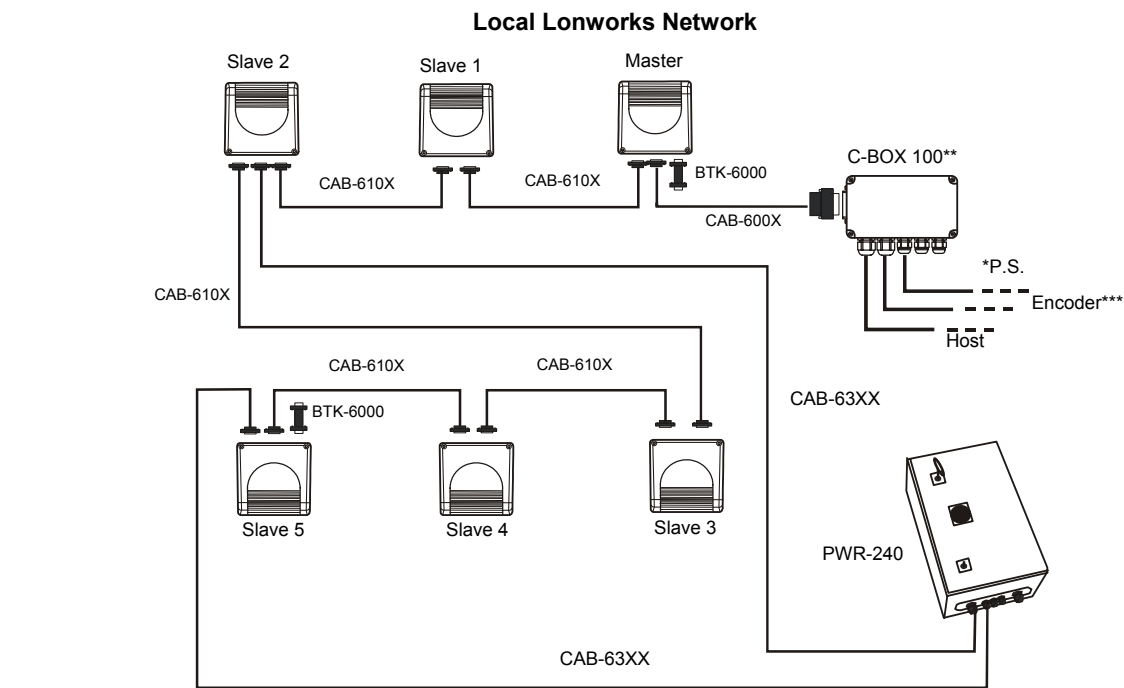 Local Lonworks Network
Slave 2
Slave 1
Master
C-BOX 100**
CAB-610X
CAB-610X
BTK-6000
CAB-600X
*P.S.
Encoder***
Host
CAB-610X
CAB-610X
CAB-610X
BTK-6000
CAB-63XX
Slave 5
Slave 4
Slave 3
PWR-240
CAB-63XX